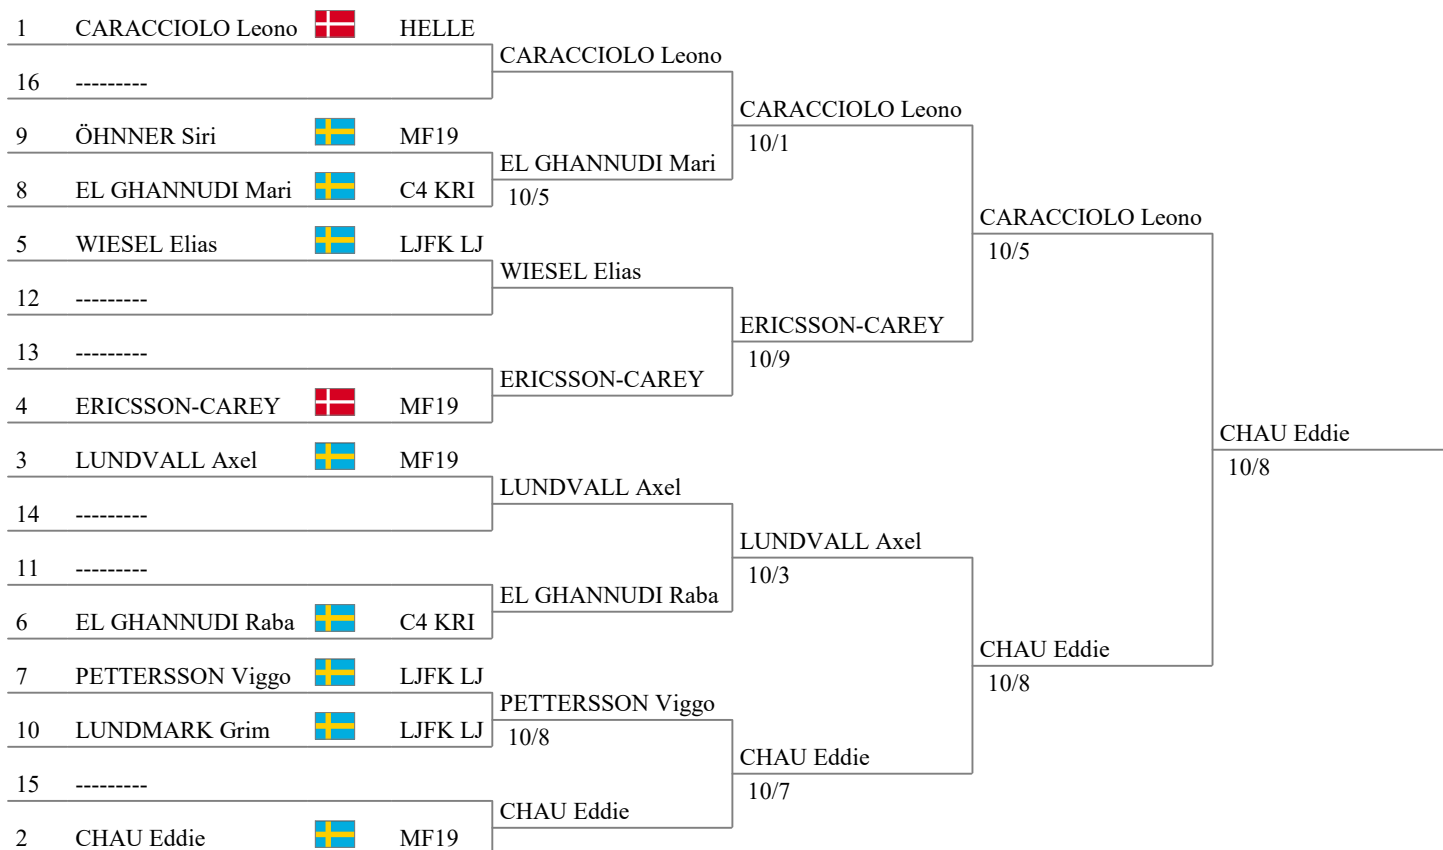 1 CARACCIOLO Leono HELLE
CARACCIOLO Leono
16 ---------
CARACCIOLO Leono
10/1
9 ÖHNNER Siri MF19
EL GHANNUDI Mari
10/5
8 EL GHANNUDI Mari C4 KRI
CARACCIOLO Leono
10/5
5 WIESEL Elias LJFK LJ
WIESEL Elias
12 ---------
ERICSSON-CAREY
10/9
13 ---------
ERICSSON-CAREY
4 ERICSSON-CAREY MF19
CHAU Eddie
10/8
3 LUNDVALL Axel MF19
LUNDVALL Axel
14 ---------
LUNDVALL Axel
10/3
11 ---------
EL GHANNUDI Raba
6 EL GHANNUDI Raba C4 KRI
CHAU Eddie
10/8
7 PETTERSSON Viggo LJFK LJ
PETTERSSON Viggo
10/8
10 LUNDMARK Grim LJFK LJ
CHAU Eddie
10/7
15 ---------
CHAU Eddie
2 CHAU Eddie MF19